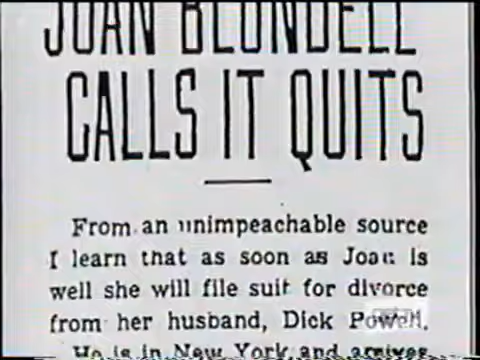 JOAN BLONDELL
CALLS IT QUITS
From an unimpeachable source
I learn that as soon as Joan is
well she will file suit for divorce
from her husband, Dick Powell.
He is in New York and arrives